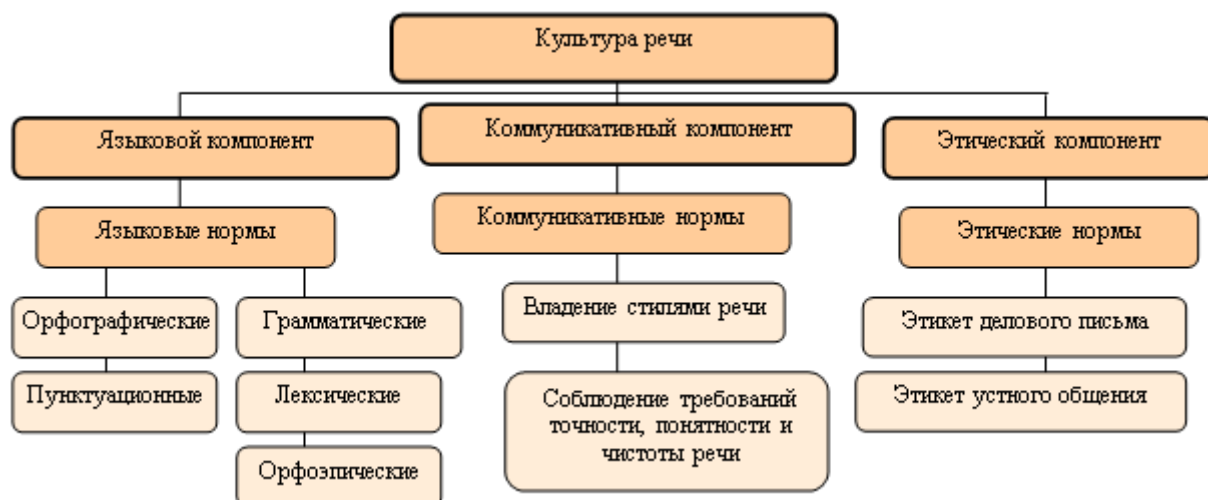 Культура речи
Языковой компонент
Коммуникативный компонент
Этический компонент
Языковые нормы
Коммуникативные нормы
Этические нормы
Орфографические
Грамматические
Владение стилями речи
Этикет делового письма
Пунктуационные
Лексические
Соблюдение требований
точности, понятности и
чистоты речи
Этикет устного общения
Орфоэпические